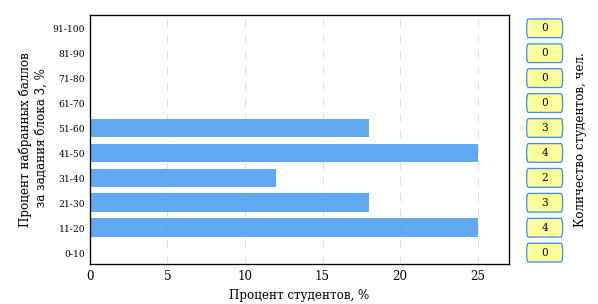 Процент набранных баллов
за задания блока 3, %
91-100 0
81-90 0
71-80 0
61-70 0
51-60 3
41-50 4
31-40 2
21-30 3
11-20 4
0-10 0
0 5 10 15 20 25
Процент студентов, %
Количество студентов, чел.